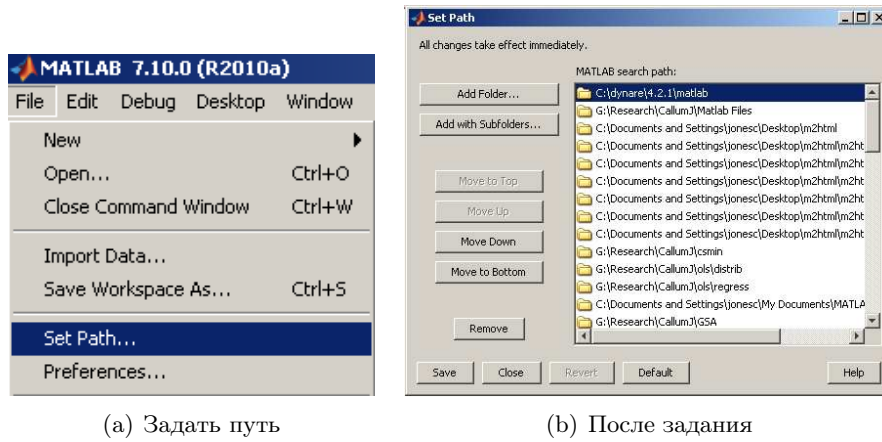 MATLAB 7.10.0 (R2010a)
File Edit Debug Desktop Window
New
Open... Ctrl+O
Close Command Window Ctrl+W
Import Data...
Save Workspace As... Ctrl+S
Set Path...
Preferences...
(a) Задать путь
Set Path
All changes take effect immediately.
MATLAB search path:
Add Folder...
Add with Subfolders...
Move to Top
Move Up
Move Down
Move to Bottom
Remove
C:\dynare\4.2.1\matlab
G:\Research\CallumJ\Matlab Files
C:\Documents and Settings\jonesc\Desktop\m2html
C:\Documents and Settings\jonesc\Desktop\m2html\m2ht
C:\Documents and Settings\jonesc\Desktop\m2html\m2ht
C:\Documents and Settings\jonesc\Desktop\m2html\m2ht
C:\Documents and Settings\jonesc\Desktop\m2html\m2ht
C:\Documents and Settings\jonesc\Desktop\m2html\m2ht
C:\Documents and Settings\jonesc\Desktop\m2html\m2ht
G:\Research\CallumJ\csmin
G:\Research\CallumJ\ols\distrib
G:\Research\CallumJ\ols\regress
C:\Documents and Settings\jonesc\My Documents\MATLA
G:\Research\CallumJ\GSA
Save Close Revert Default Help
(b) После задания